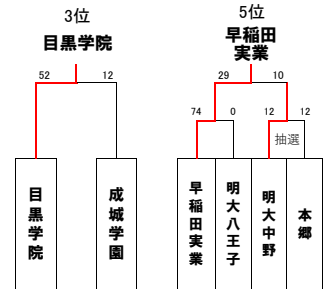 3位
目黒学院
52
12
目黒学院
成城学園
5位
早稲田
実業
29
10
74
0
12
12
抽選
早稲田実業
明大八王子
明大中野
本郷